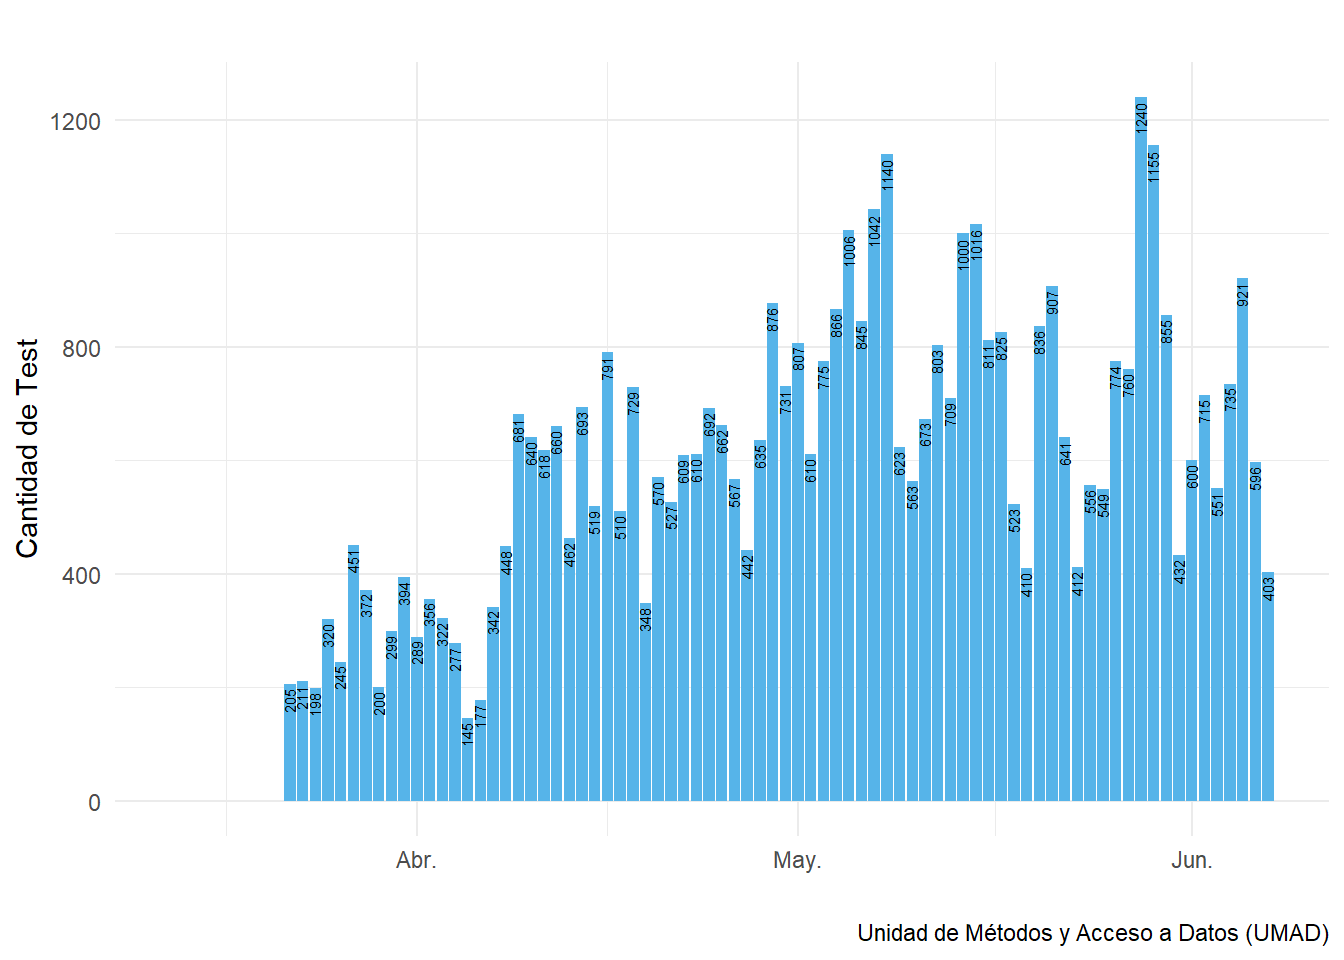 1200
800
400
0
Cantidad de Test
205 211 198 320 245 451 372 200 299 394 289 356 322 277 145 177 342 448 681 640 618 660 462 693 519 791 510 729 348 570 527 609 610 692 662 567 442 635 876 731 807 610 775 866 1006 845 1042 1140 623 563 673 803 709 1000 1016 811 825 523 410 836 907 641 412 556 549 774 760 1240 1155 855 432 600 715 551 735 921 596 403
Abr. May. Jun.
Unidad de Métodos y Acceso a Datos (UMAD)